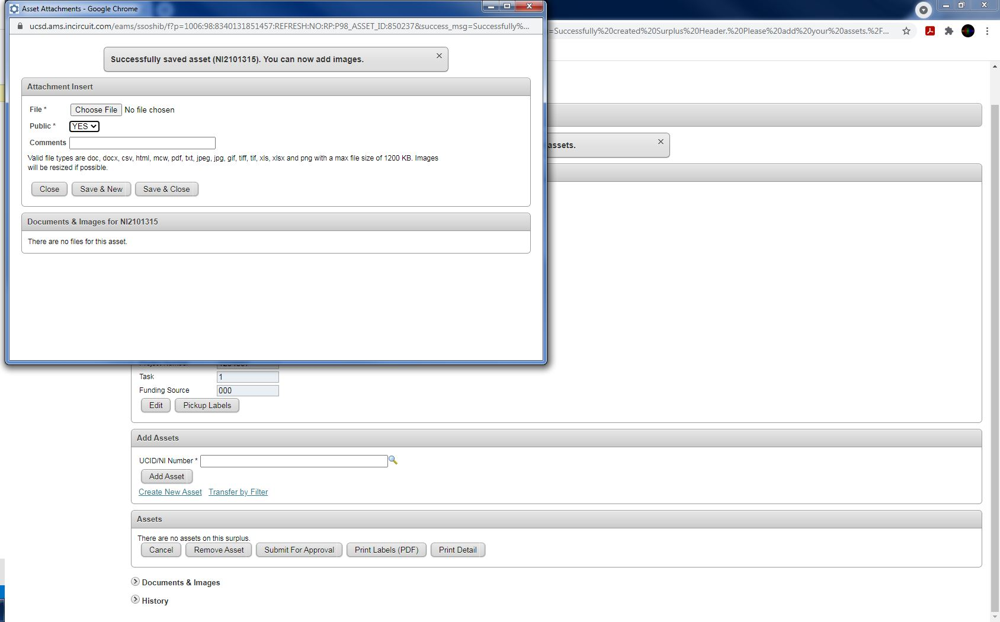 Asset Attachments - Google Chrome
ucsd.ams.incircuit.com/eams/ssoshib/f?p=1006:98:8340131851457:REFRESH:NO:RP:P98_ASSET_ID:850237&success_msg=Successfully%...
=Successfully%20created%20Surplus%20Header.%20Please%20add%20your%20assets.%2F...
Successfully saved asset (NI2101315). You can now add images.
Attachment Insert
File *
Choose File No file chosen
Public *
YES
Comments
Valid file types are doc, docx, csv, html, mcw, pdf, txt, jpeg, jpg, gif, tiff, tif, xls, xlsx and png with a max file size of 1200 KB. Images
will be resized if possible.
Close
Save & New
Save & Close
Documents & Images for NI2101315
There are no files for this asset.
assets.
Task
1
Funding Source
000
Edit
Pickup Labels
Add Assets
UCID/NI Number *
Add Asset
Create New Asset
Transfer by Filter
Assets
There are no assets on this surplus.
Cancel
Remove Asset
Submit For Approval
Print Labels (PDF)
Print Detail
Documents & Images
History